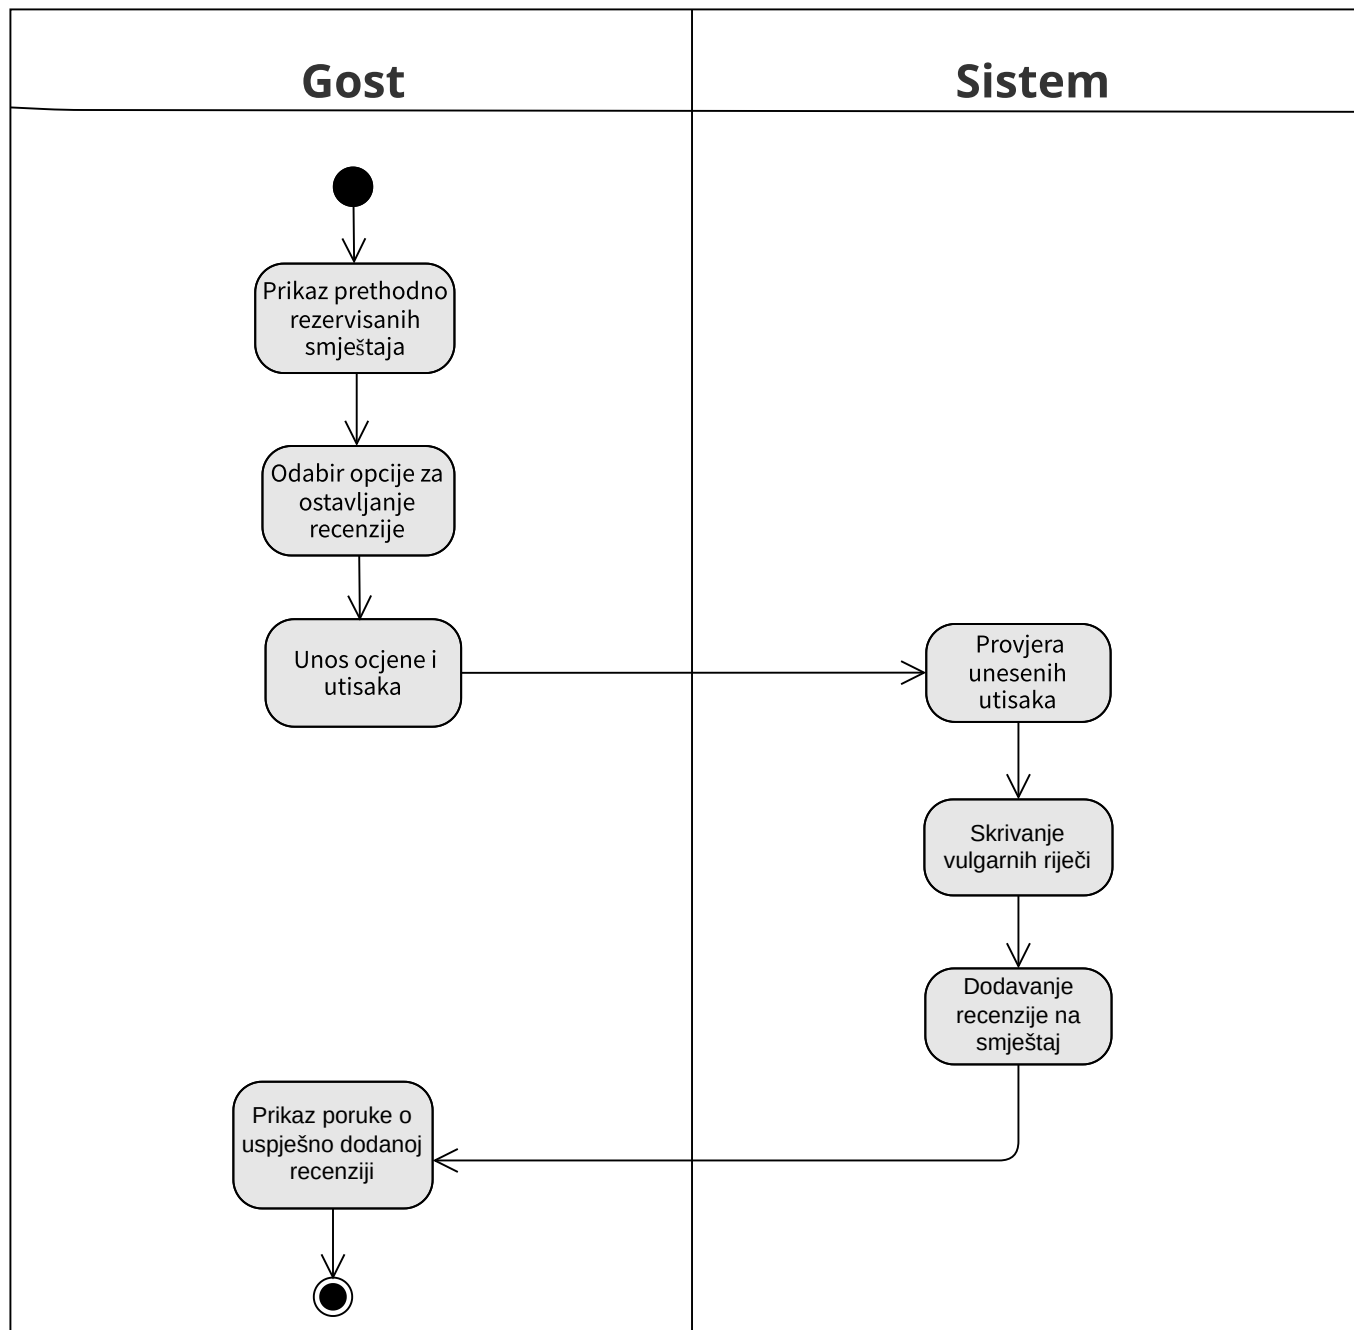 Gost
Sistem
Prikaz prethodno
rezervisanih
smještaja
Odabir opcije za
ostavljanje
recenzije
Unos ocjene i
utisaka
Provjera
unesenih
utisaka
Skrivanje
vulgarnih riječi
Dodavanje
recenzije na
smještaj
Prikaz poruke o
uspješno dodanoj
recenziji